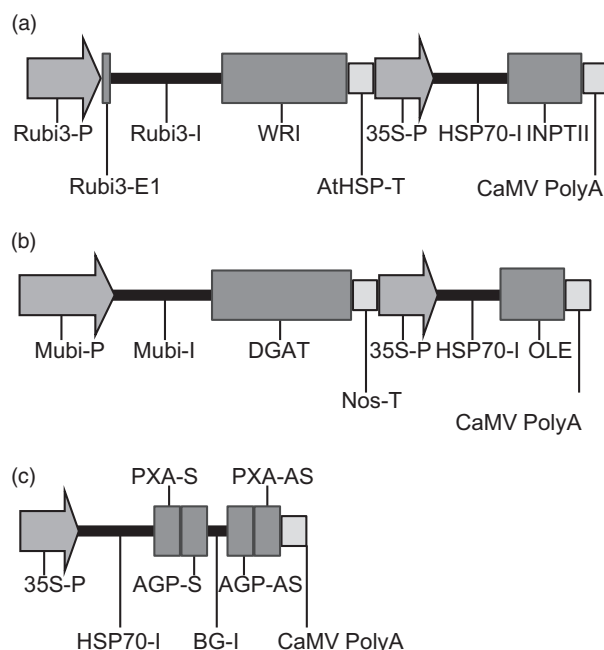 (a)
Rubi3-P Rubi3-I WRI 35S-P HSP70-I INPTII
Rubi3-E1 AtHSP-T CaMV PolyA
(b)
Mubi-P Mubi-I DGAT 35S-P HSP70-I OLE
Nos-T
CaMV PolyA
(c)
PXA-S PXA-AS
35S-P AGP-S AGP-AS
HSP70-I BG-I CaMV PolyA